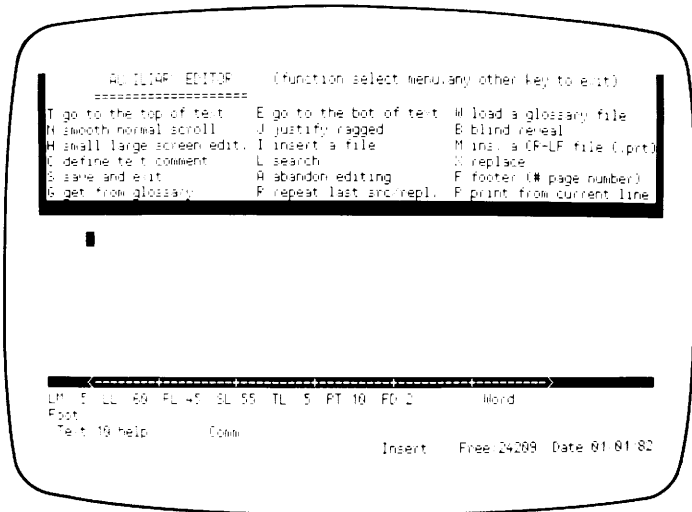 AUXILIARY EDITOR (function select menu,any other key to exit)
====================
T go to the top of text E go to the bot of text W load a glossary file
N smooth normal scroll J justify ragged B blind reveal
H small large screen edit. I insert a file M ins. a CR-LF file (.prt)
C define text comment L search X replace
S save and exit A abandon editing F footer (# page number)
G get from glossary R repeat last src/repl. P print from current line
LM 5 LL 60 FL 45 SL 55 TL 5 PT 10 FD 2 Word
Foot
Text 10 help Comm
Insert Free:24209 Date 01/01/82